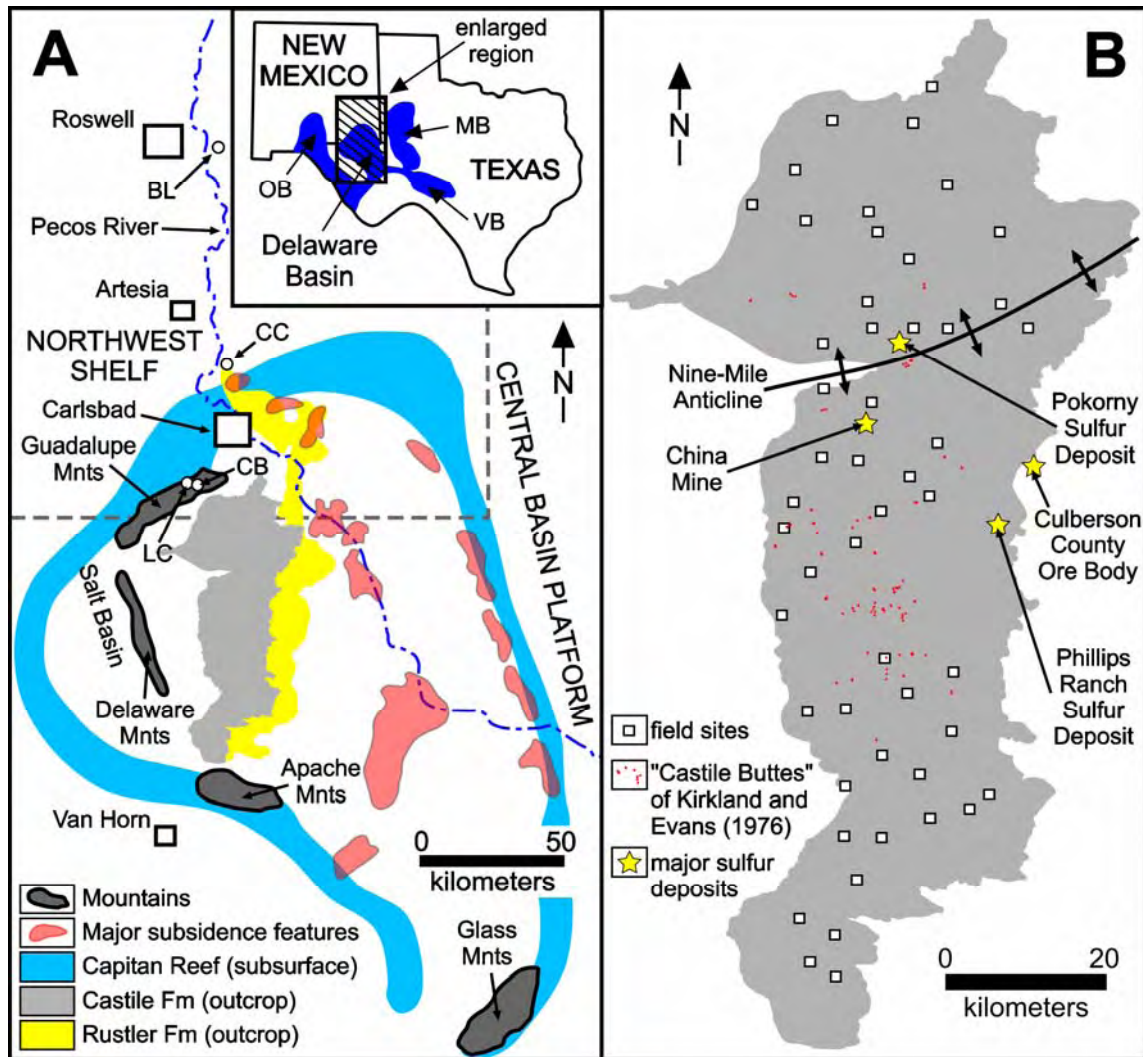 A
NEW
MEXICO
enlarged
region
MB
TEXAS
OB
VB
Delaware
Basin
Roswell
BL
Pecos River
Artesia
NORTHWEST
SHELF
CC
N
Carlsbad
Guadalupe
Mnts
CB
LC
CENTRAL BASIN PLATFORM
Salt Basin
Delaware
Mnts
Apache
Mnts
Van Horn
0 50
kilometers
Glass
Mnts
Mountains
Major subsidence features
Capitan Reef (subsurface)
Castile Fm (outcrop)
Rustler Fm (outcrop)
B
N
Nine-Mile
Anticline
China
Mine
Pokorny
Sulfur
Deposit
Culberson
County
Ore Body
Phillips
Ranch
Sulfur
Deposit
field sites
"Castile Buttes"
of Kirkland and
Evans (1976)
major sulfur
deposits
0 20
kilometers